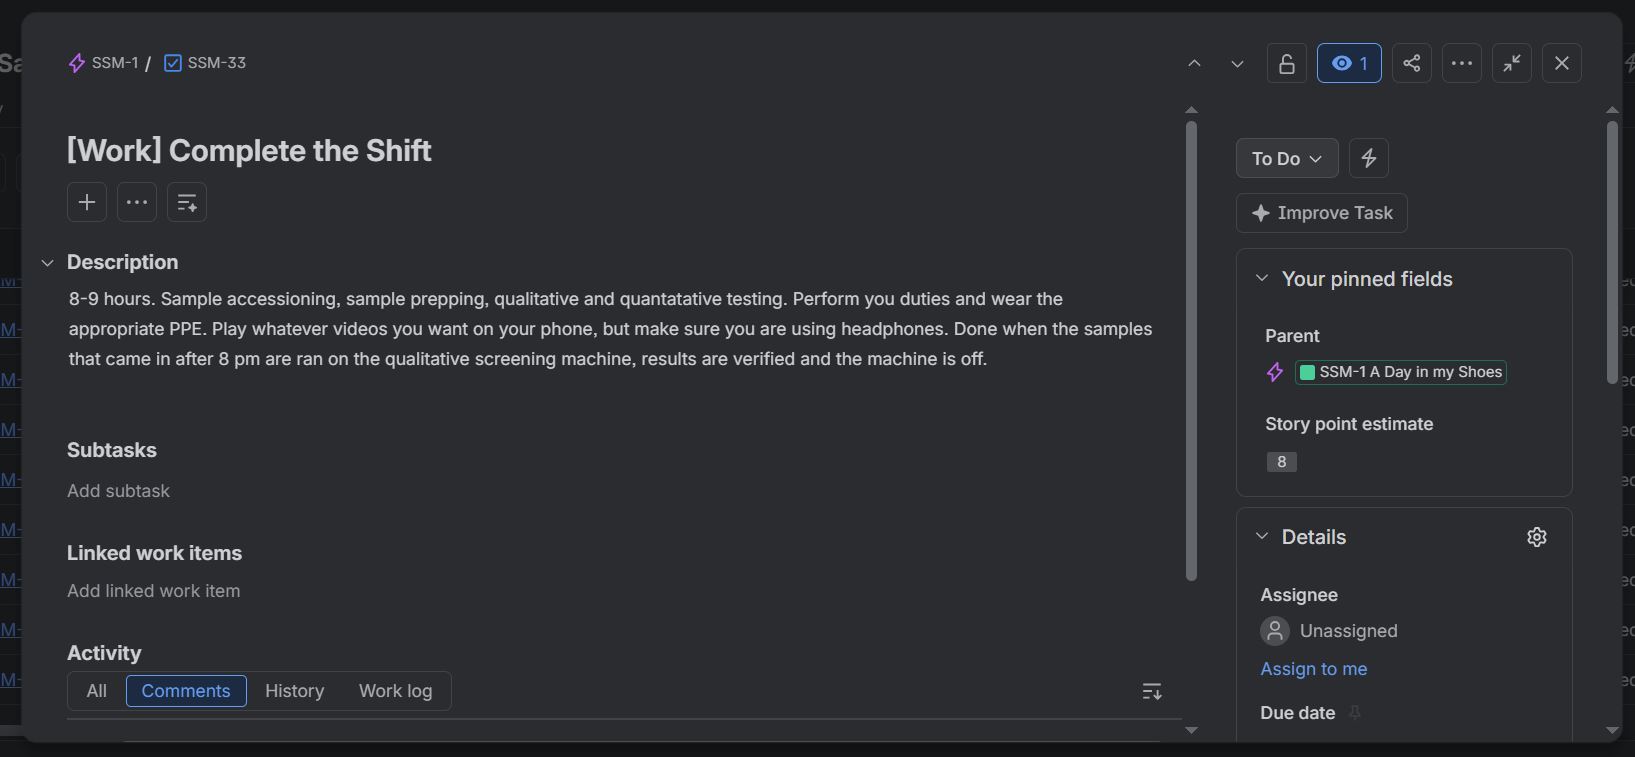 Sa
SSM-1 / SSM-33
1
[Work] Complete the Shift
To Do
Improve Task
Description
8-9 hours. Sample accessioning, sample prepping, qualitative and quantatative testing. Perform you duties and wear the
appropriate PPE. Play whatever videos you want on your phone, but make sure you are using headphones. Done when the samples
that came in after 8 pm are ran on the qualitative screening machine, results are verified and the machine is off.
Your pinned fields
Parent
SSM-1 A Day in my Shoes
Story point estimate
8
Subtasks
Add subtask
Linked work items
Add linked work item
Details
Assignee
Unassigned
Assign to me
Due date
Activity
All Comments History Work log